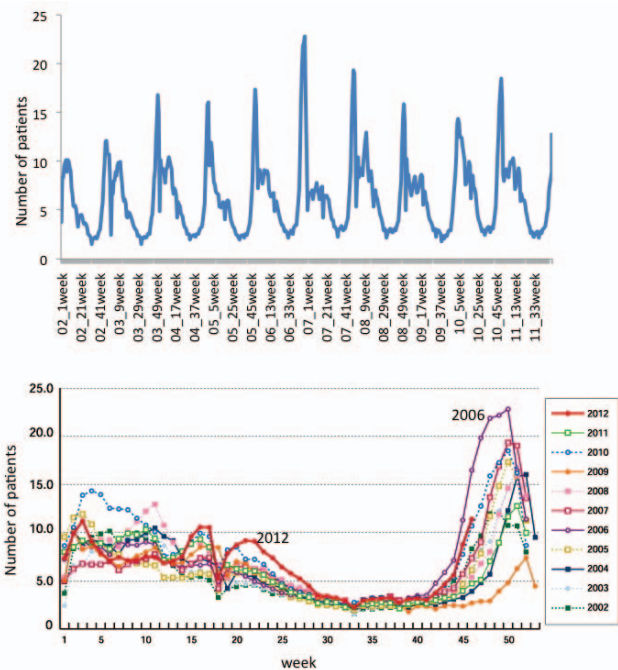 25
20
15
10
5
0
Number of patients
02_1week
02_21week
02_41week
03_9week
03_29week
03_49week
04_17week
04_37week
05_5week
05_25week
05_45week
06_13week
06_33week
07_1week
07_21week
07_41week
08_9week
08_29week
08_49week
09_17week
09_37week
10_5week
10_25week
10_45week
11_13week
11_33week
25.0
20.0
15.0
10.0
5.0
0
Number of patients
2006
2012
1 5 10 15 20 25 30 35 40 45 50
week
2012
2011
2010
2009
2008
2007
2006
2005
2004
2003
2002